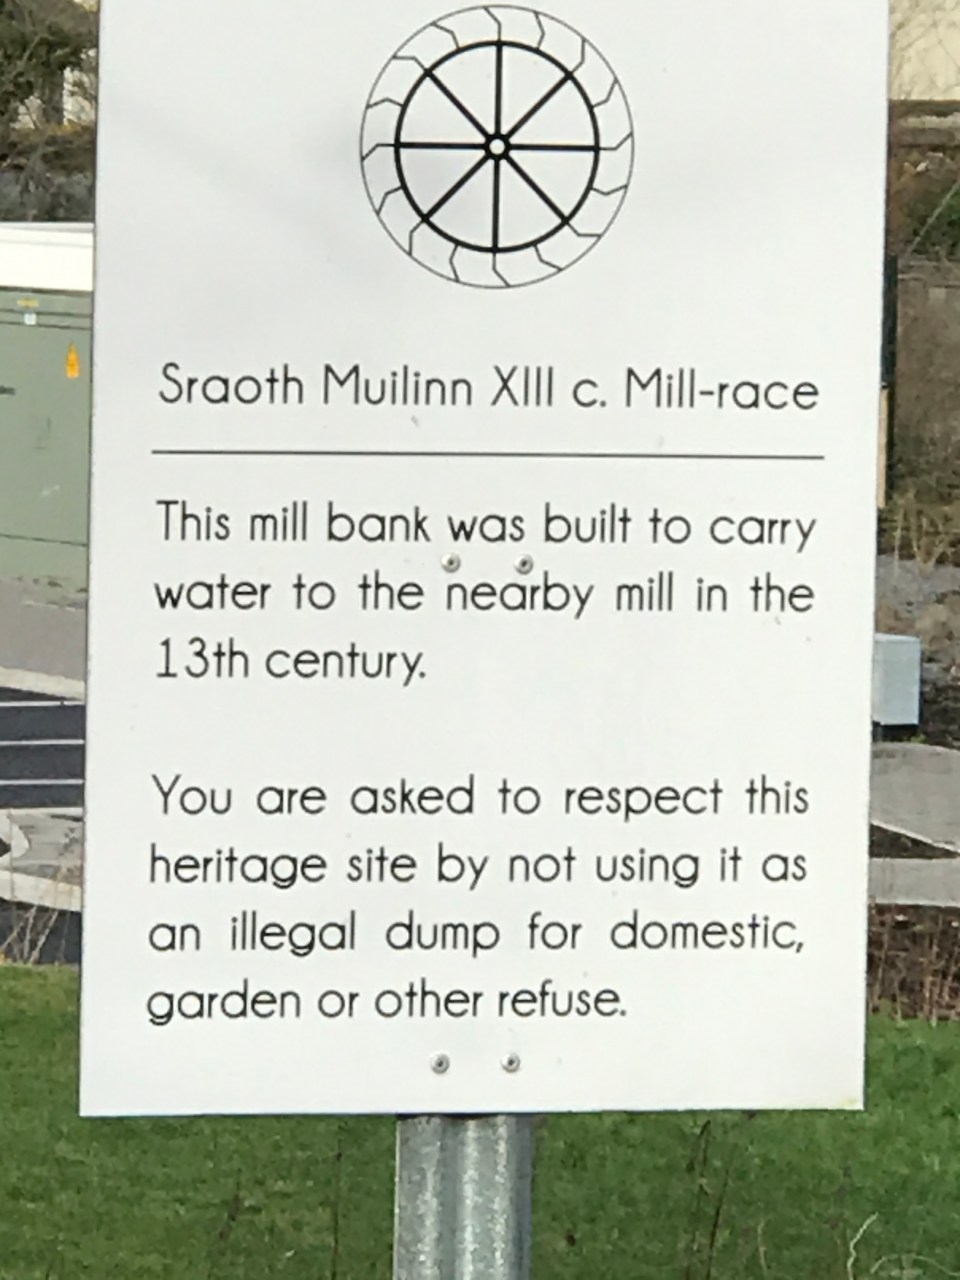 Sraoth Muilinn XIII c. Mill-race
This mill bank was built to carry
water to the nearby mill in the
13th century.
You are asked to respect this
heritage site by not using it as
an illegal dump for domestic,
garden or other refuse.